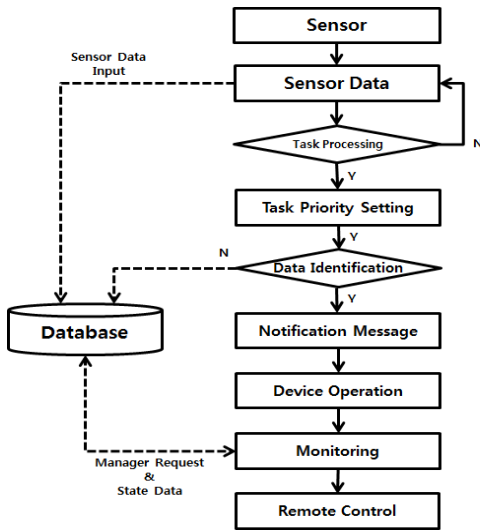 Sensor
Sensor Data
Input
Sensor Data
Task Processing
N
Y
Task Priority Setting
Y
N
Data Identification
Y
Database
Notification Message
Device Operation
Monitoring
Manager Request
&
State Data
Remote Control